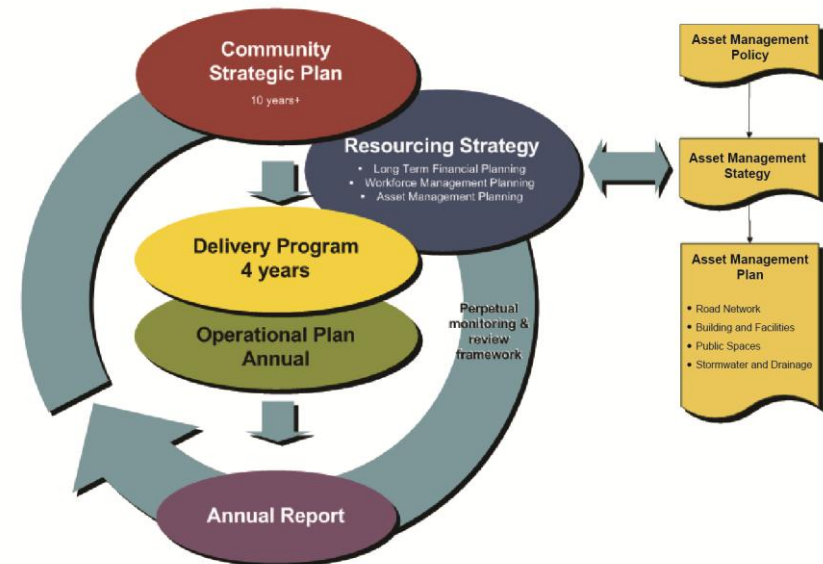 Community
Strategic Plan
10 years+
Resourcing Strategy
• Long Term Financial Planning
• Workforce Management Planning
• Asset Management Planning
Delivery Program
4 years
Operational Plan
Annual
Perpetual
monitoring &
review
framework
Annual Report
Asset Management
Policy
Asset Management
Stategy
Asset Management
Plan
• Road Network
• Building and Facilities
• Public Spaces
• Stormwater and Drainage